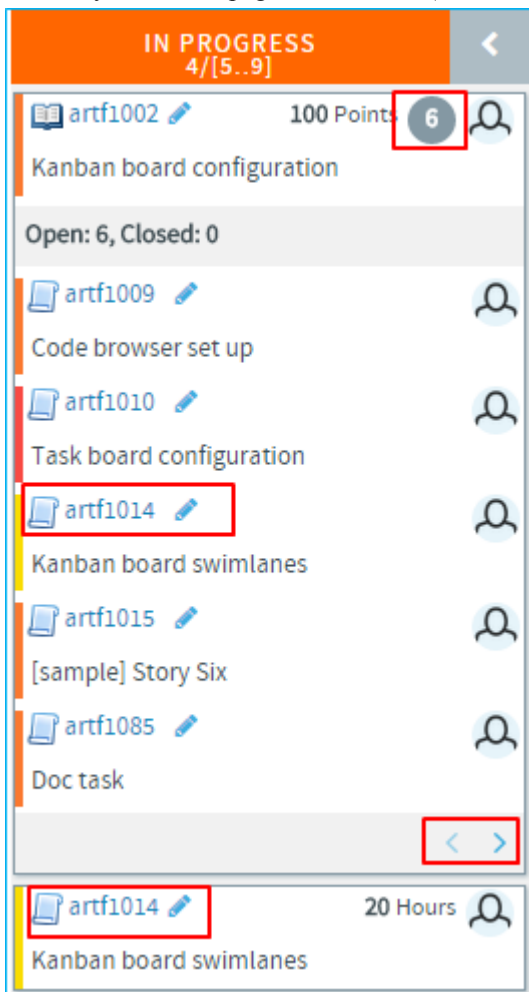 IN PROGRESS
4/[5..9]
artf1002 100 Points 6
Kanban board configuration
Open: 6, Closed: 0
artf1009
Code browser set up
artf1010
Task board configuration
artf1014
Kanban board swimlanes
artf1015
[sample] Story Six
artf1085
Doc task
artf1014 20 Hours
Kanban board swimlanes